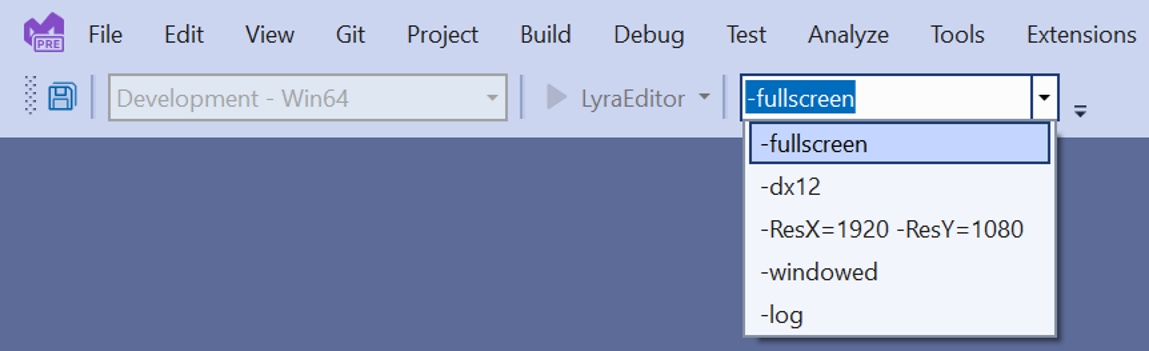 PRE File Edit View Git Project Build Debug Test Analyze Tools Extensions
Development - Win64 LyraEditor -fullscreen
-fullscreen
-dx12
-ResX=1920 -ResY=1080
-windowed
-log